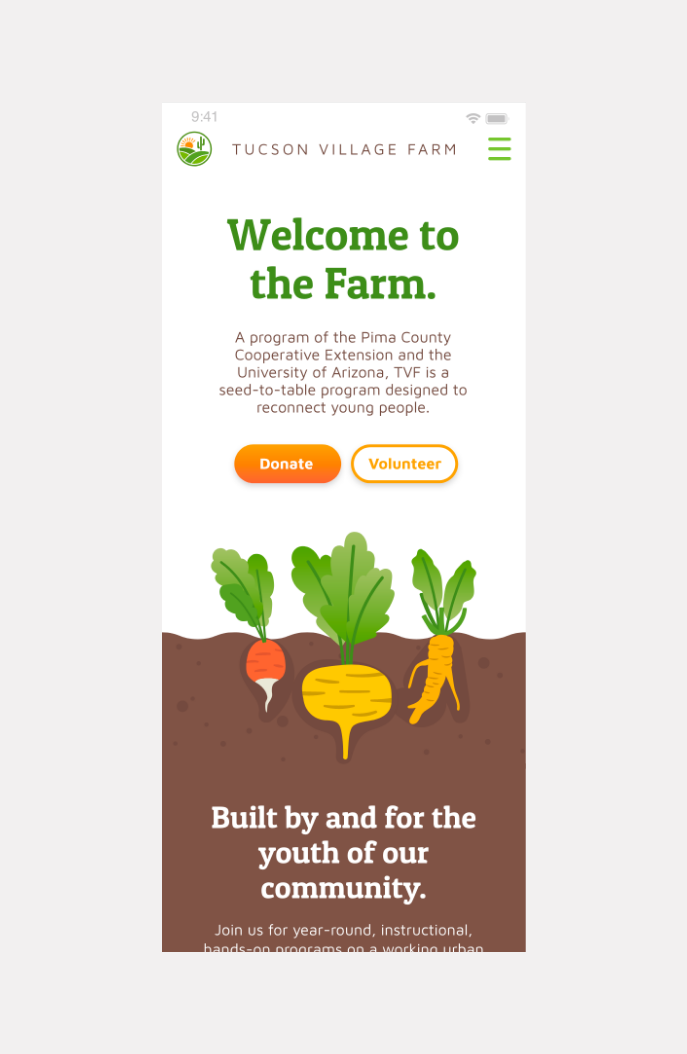 9:41
TUCSON VILLAGE FARM
Welcome to
the Farm.
A program of the Pima County
Cooperative Extension and the
University of Arizona, TVF is a
seed-to-table program designed to
reconnect young people.
Donate
Volunteer
Built by and for the
youth of our
community.
Join us for year-round, instructional,
hands-on programs on a working urban